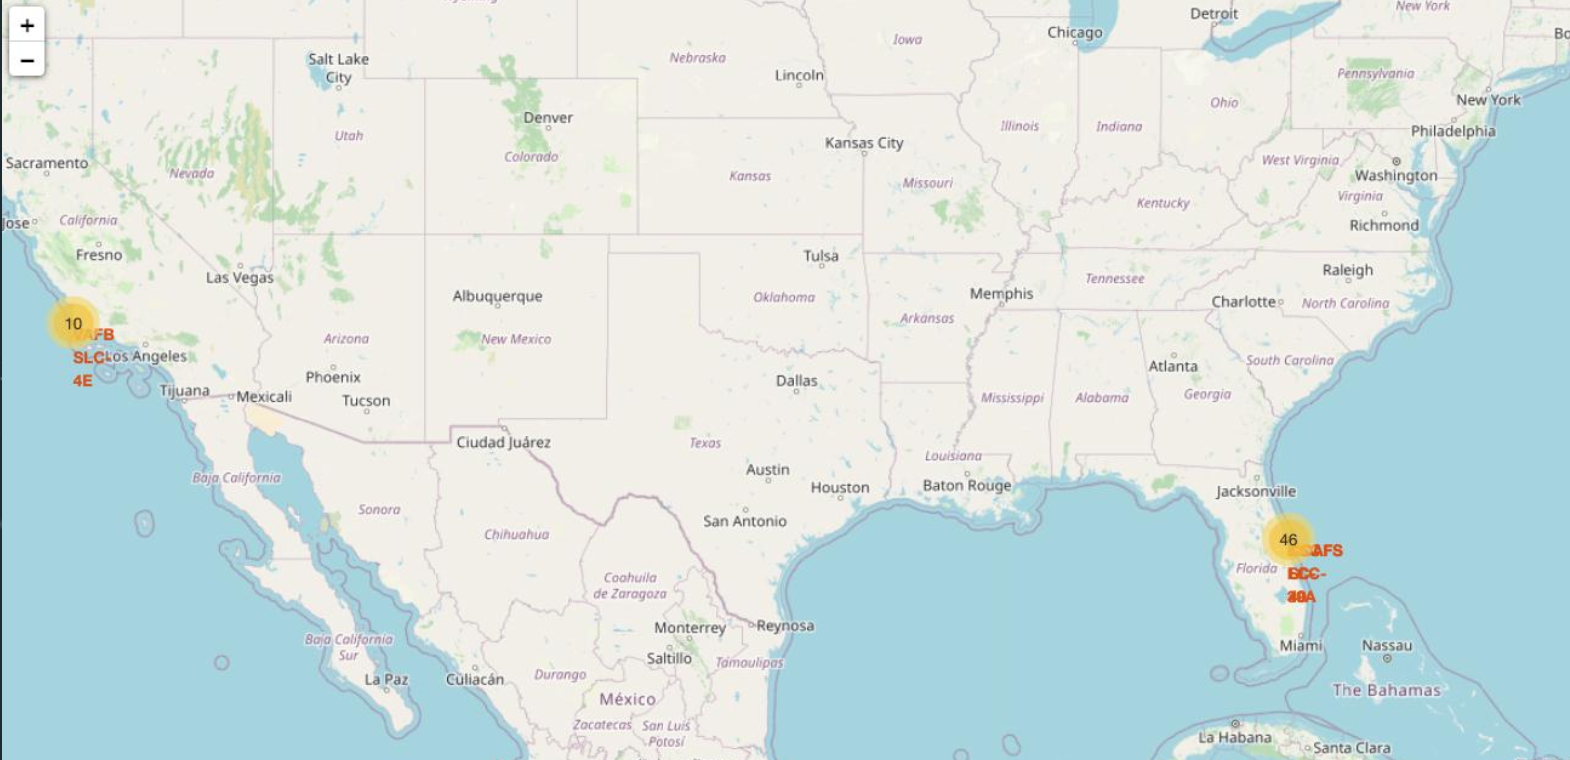 +
−
Salt Lake
City
Nebraska
Iowa
Chicago
Detroit
New York
Lincoln
Pennsylvania
New York
Denver
Utah
Colorado
Illinois
Indiana
Ohio
Philadelphia
Sacramento
Nevada
Kansas City
Kansas
Missouri
West Virginia
Washington
Virginia
Kentucky
Jose
California
Richmond
Fresno
Las Vegas
Tulsa
Raleigh
Tennessee
Albuquerque
Oklahoma
Memphis
Charlotte
North Carolina
10
VAFB
SLC-
4E
Los Angeles
Arizona
New Mexico
Arkansas
Atlanta
South Carolina
Phoenix
Dallas
Tijuana
Mexicali
Tucson
Mississippi
Alabama
Georgia
Ciudad Juárez
Texas
Louisiana
Baja California
Austin
Houston
Baton Rouge
Jacksonville
Sonora
San Antonio
Chihuahua
46
Florida
Coahuila
de Zaragoza
Baja California
Sur
Monterrey
Reynosa
Saltillo
Tamaulipas
Miami
Nassau
La Paz
Culiacán
Durango
México
The Bahamas
Zacatecas
San Luis
Potosí
La Habana
Santa Clara